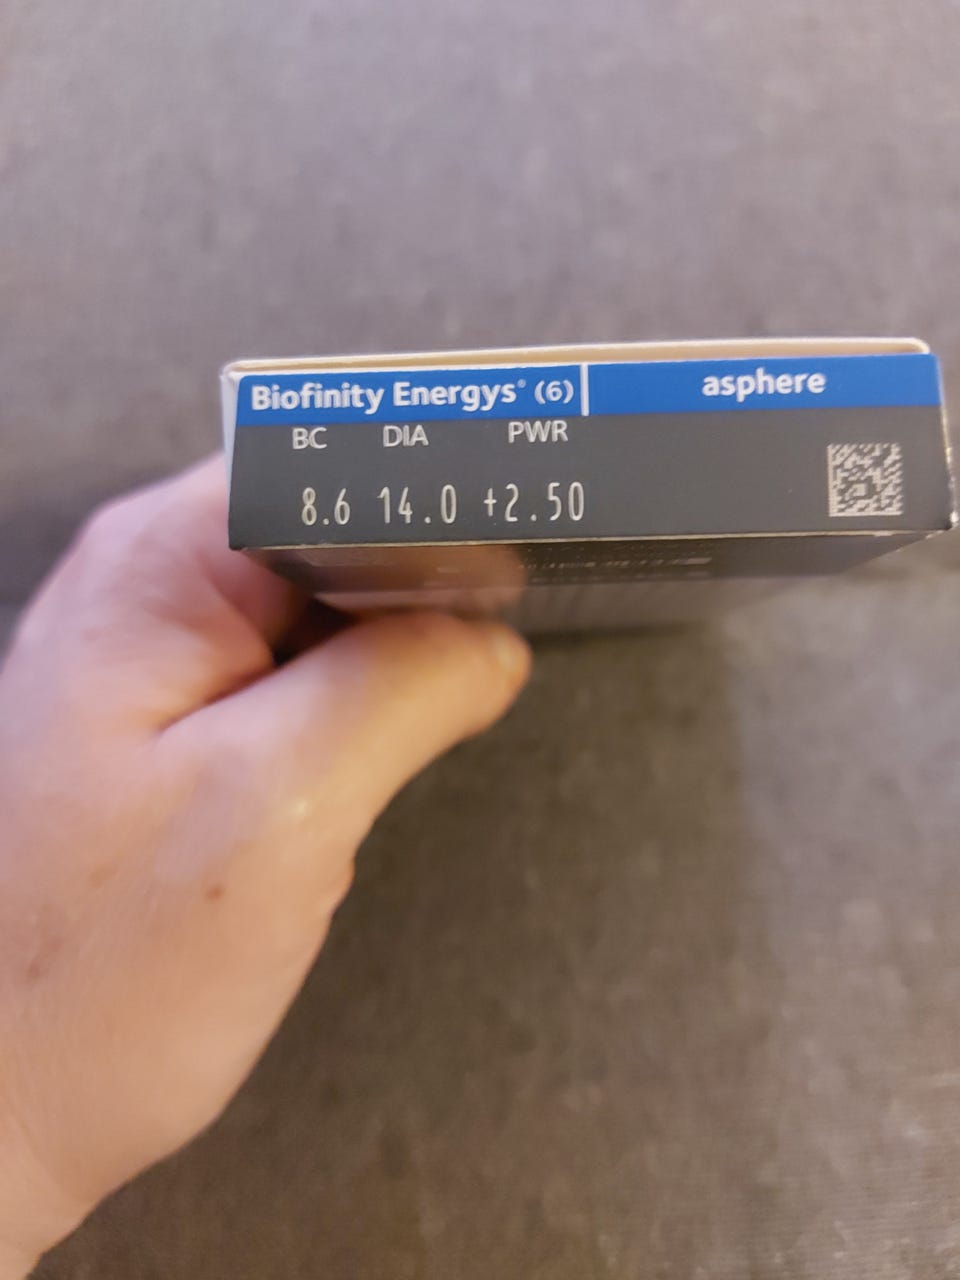 Biofinity Energys® (6) asphere
BC DIA PWR
8.6 14.0 +2.50